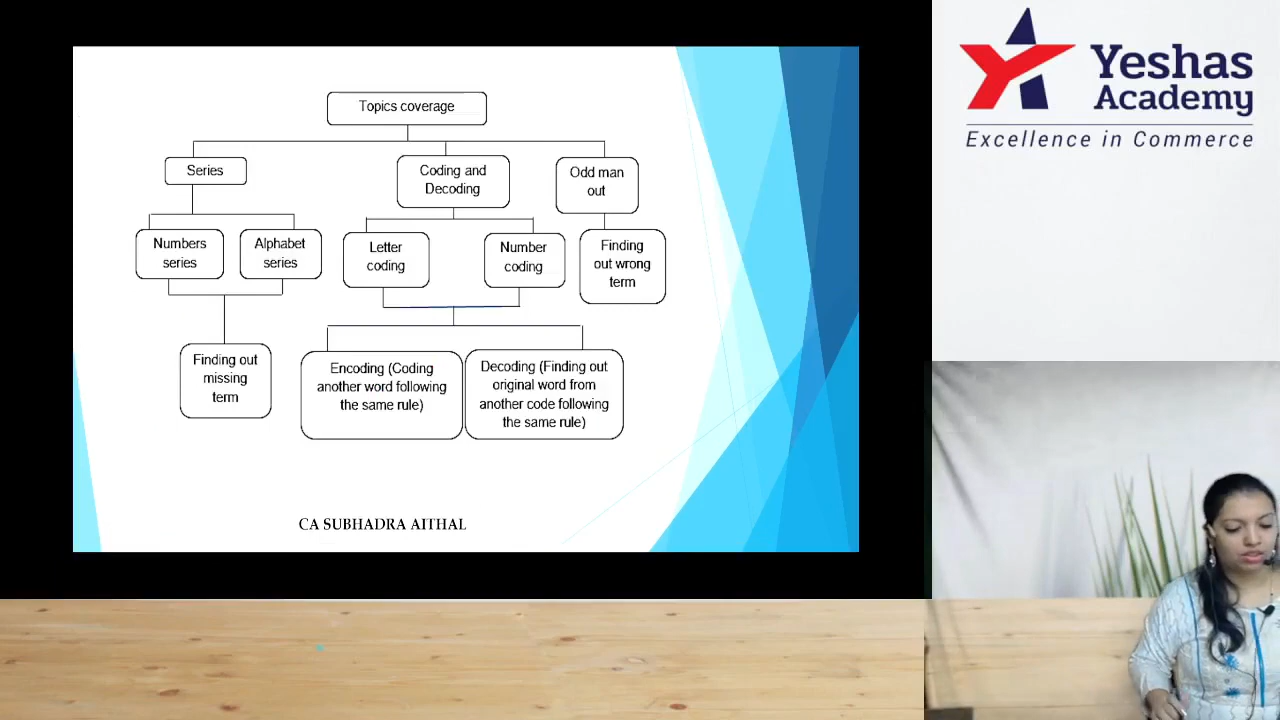 Topics coverage
Series
Coding and
Decoding
Odd man
out
Numbers
series
Alphabet
series
Letter
coding
Number
coding
Finding
out wrong
term
Finding out
missing
term
Encoding (Coding
another word following
the same rule)
Decoding (Finding out
original word from
another code following
the same rule)
CA SUBHADRA AITHAL
Yeshas
Academy
Excellence in Commerce